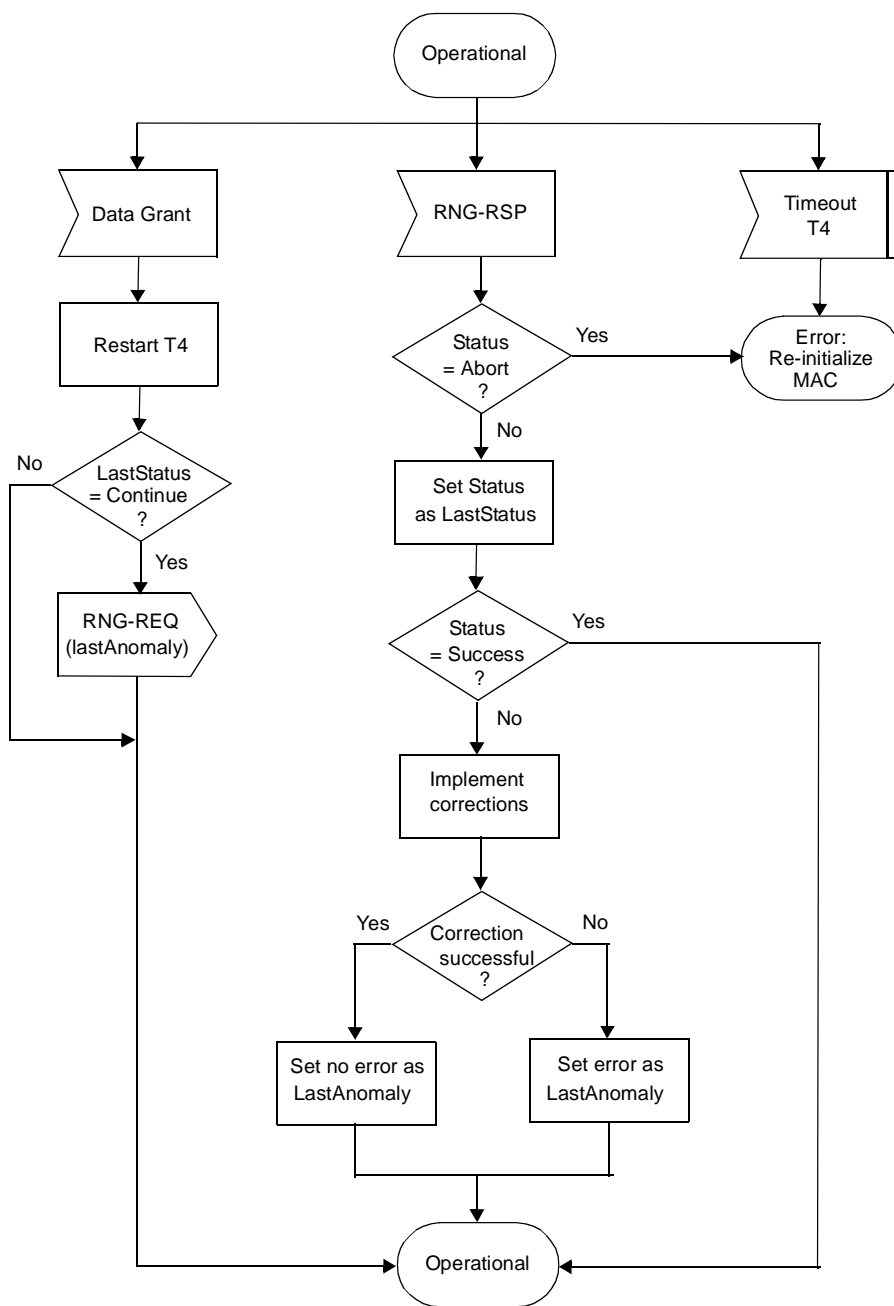 Operational
Data Grant
RNG-RSP
Timeout
T4
Restart T4
Status
= Abort
?
Yes
Error:
Re-initialize
MAC
No
No
LastStatus
= Continue
?
Set Status
as LastStatus
Yes
RNG-REQ
(lastAnomaly)
Status
= Success
?
Yes
No
Implement
corrections
Yes
No
Correction
successful
?
Set no error as
LastAnomaly
Set error as
LastAnomaly
Operational